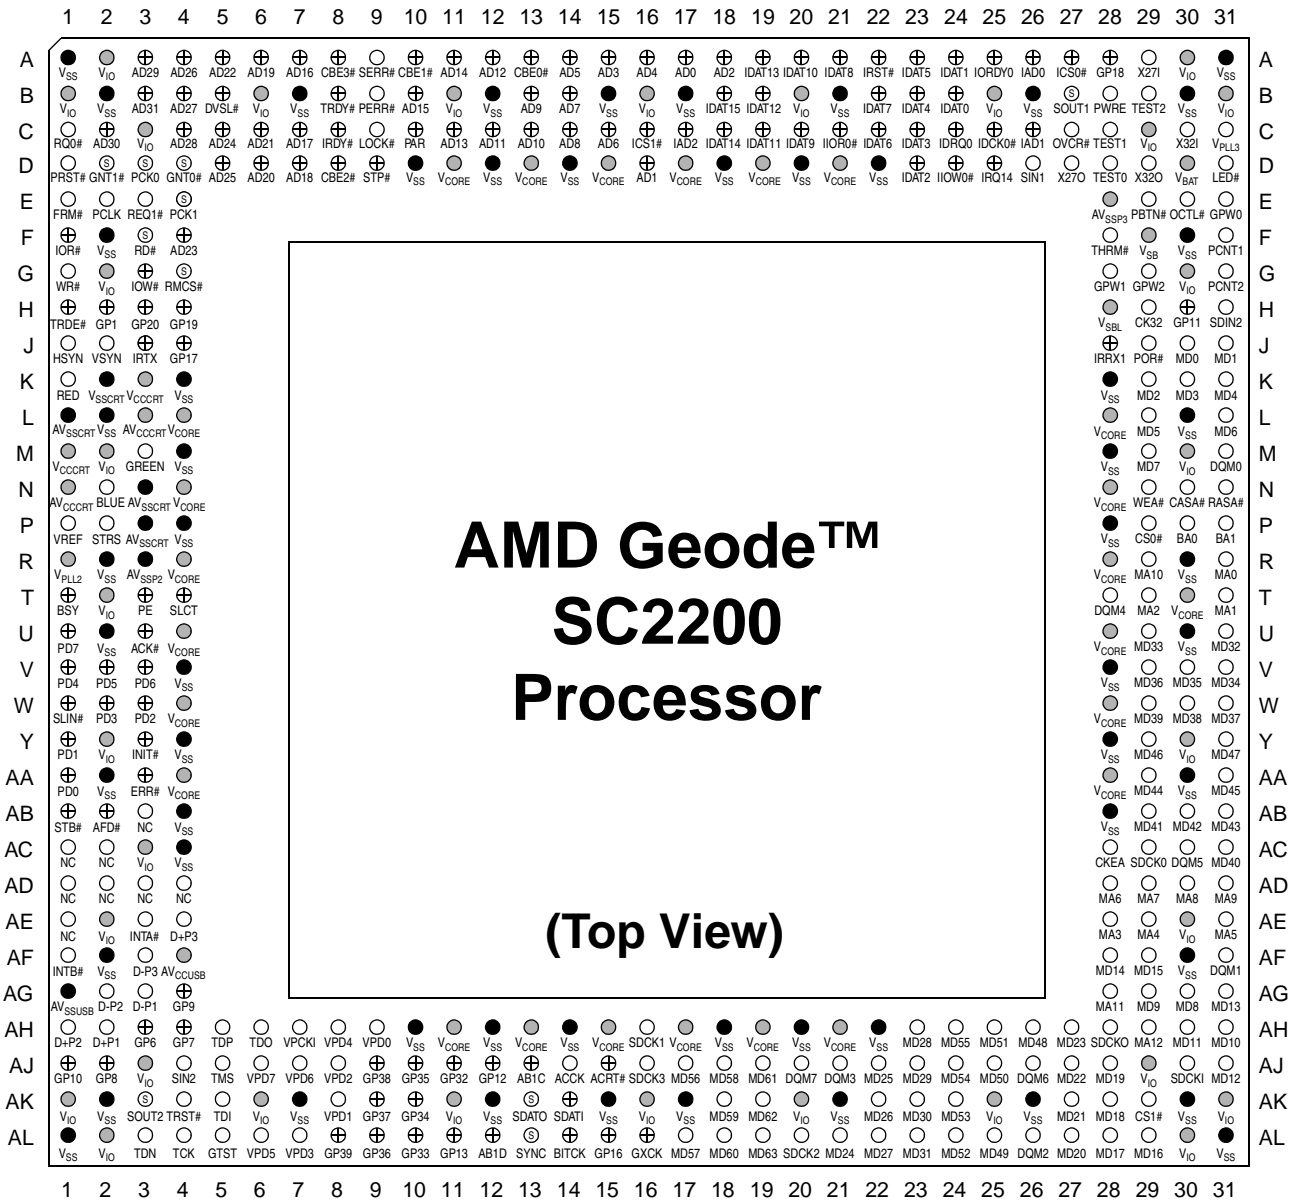 1 2 3 4 5 6 7 8 9 10 11 12 13 14 15 16 17 18 19 20 21 22 23 24 25 26 27 28 29 30 31
A A
VSS VIO AD29 AD26 AD22 AD19 AD16 CBE3# SERR# CBE1# AD14 AD12 CBE0# AD5 AD3 AD4 AD0 AD2 IDAT13 IDAT10 IDAT8 IRST# IDAT5 IDAT1 IORDY0 IAD0 ICS0# GP18 X27I VIO VSS
B S B
VIO VSS AD31 AD27 DVSL# VIO VSS TRDY# PERR# AD15 VIO VSS AD9 AD7 VSS VIO VSS IDAT15 IDAT12 VIO VSS IDAT7 IDAT4 IDAT0 VIO VSS SOUT1 PWRE TEST2 VSS VIO
C C
RQ0# AD30 VIO AD28 AD24 AD21 AD17 IRDY# LOCK# PAR AD13 AD11 AD10 AD8 AD6 ICS1# IAD2 IDAT14 IDAT11 IDAT9 IIOR0# IDAT6 IDAT3 IDRQ0 IDCK0# IAD1 OVCR# TEST1 VIO X32I VPLL3
D S S S D
PRST# GNT1# PCK0 GNT0# AD25 AD20 AD18 CBE2# STP# VSS VCORE VSS VCORE VSS VCORE AD1 VCORE VSS VCORE VSS VCORE VSS IDAT2 IIOW0# IRQ14 SIN1 X27O TEST0 X32O VBAT LED#
E S E
FRM# PCLK REQ1# PCK1 AVSSP3 PBTN# OCTL# GPW0
F S F
IOR# VSS RD# AD23 THRM# VSB VSS PCNT1
G S G
WR# VIO IOW# RMCS# GPW1 GPW2 VIO PCNT2
H H
TRDE# GP1 GP20 GP19 VSBL CK32 GP11 SDIN2
J J
HSYN VSYN IRTX GP17 IRRX1 POR# MD0 MD1
K K
RED VSSCRT VCCCRT VSS VSS MD2 MD3 MD4
L L
AVSSCRT VSS AVCCCRT VCORE VCORE MD5 VSS MD6
M M
VCCCRT VIO GREEN VSS VSS MD7 VIO DQM0
N N
AVCCCRT BLUE AVSSCRT VCORE VCORE WEA# CASA# RASA#
P P
VREF STRS AVSSCRT VSS VSS CS0# BA0 BA1
AMD Geode™
R R
VPLL2 VSS AVSSP2 VCORE VCORE MA10 VSS MA0
T T
BSY VIO PE SLCT DQM4 MA2 VCORE MA1
SC2200
U U
PD7 VSS ACK# VCORE VCORE MD33 VSS MD32
V V
PD4 PD5 PD6 VSS VSS MD36 MD35 MD34
Processor
W W
SLIN# PD3 PD2 VCORE VCORE MD39 MD38 MD37
Y Y
PD1 VIO INIT# VSS VSS MD46 VIO MD47
AA AA
PD0 VSS ERR# VCORE VCORE MD44 VSS MD45
AB AB
STB# AFD# NC VSS VSS MD41 MD42 MD43
AC AC
NC NC VIO VSS CKEA SDCK0 DQM5 MD40
AD AD
NC NC NC NC MA6 MA7 MA8 MA9
AE AE
NC VIO INTA# D+P3 MA3 MA4 VIO MA5
(Top View)
AF AF
INTB# VSS D-P3 AVCCUSB MD14 MD15 VSS DQM1
AG AG
AVSSUSB D-P2 D-P1 GP9 MA11 MD9 MD8 MD13
AH AH
D+P2 D+P1 GP6 GP7 TDP TDO VPCKI VPD4 VPD0 VSS VCORE VSS VCORE VSS VCORE SDCK1 VCORE VSS VCORE VSS VCORE VSS MD28 MD55 MD51 MD48 MD23 SDCKO MA12 MD11 MD10
AJ AJ
GP10 GP8 VIO SIN2 TMS VPD7 VPD6 VPD2 GP38 GP35 GP32 GP12 AB1C ACCK ACRT# SDCK3 MD56 MD58 MD61 DQM7 DQM3 MD25 MD29 MD54 MD50 DQM6 MD22 MD19 VIO SDCKI MD12
AK S S AK
VIO VSS SOUT2 TRST# TDI VIO VSS VPD1 GP37 GP34 VIO VSS SDATO SDATI VSS VIO VSS MD59 MD62 VIO VSS MD26 MD30 MD53 VIO VSS MD21 MD18 CS1# VSS VIO
AL S AL
VSS VIO TDN TCK GTST VPD5 VPD3 GP39 GP36 GP33 GP13 AB1D SYNC BITCK GP16 GXCK MD57 MD60 MD63 SDCK2 MD24 MD27 MD31 MD52 MD49 DQM2 MD20 MD17 MD16 VIO VSS
1 2 3 4 5 6 7 8 9 10 11 12 13 14 15 16 17 18 19 20 21 22 23 24 25 26 27 28 29 30 31